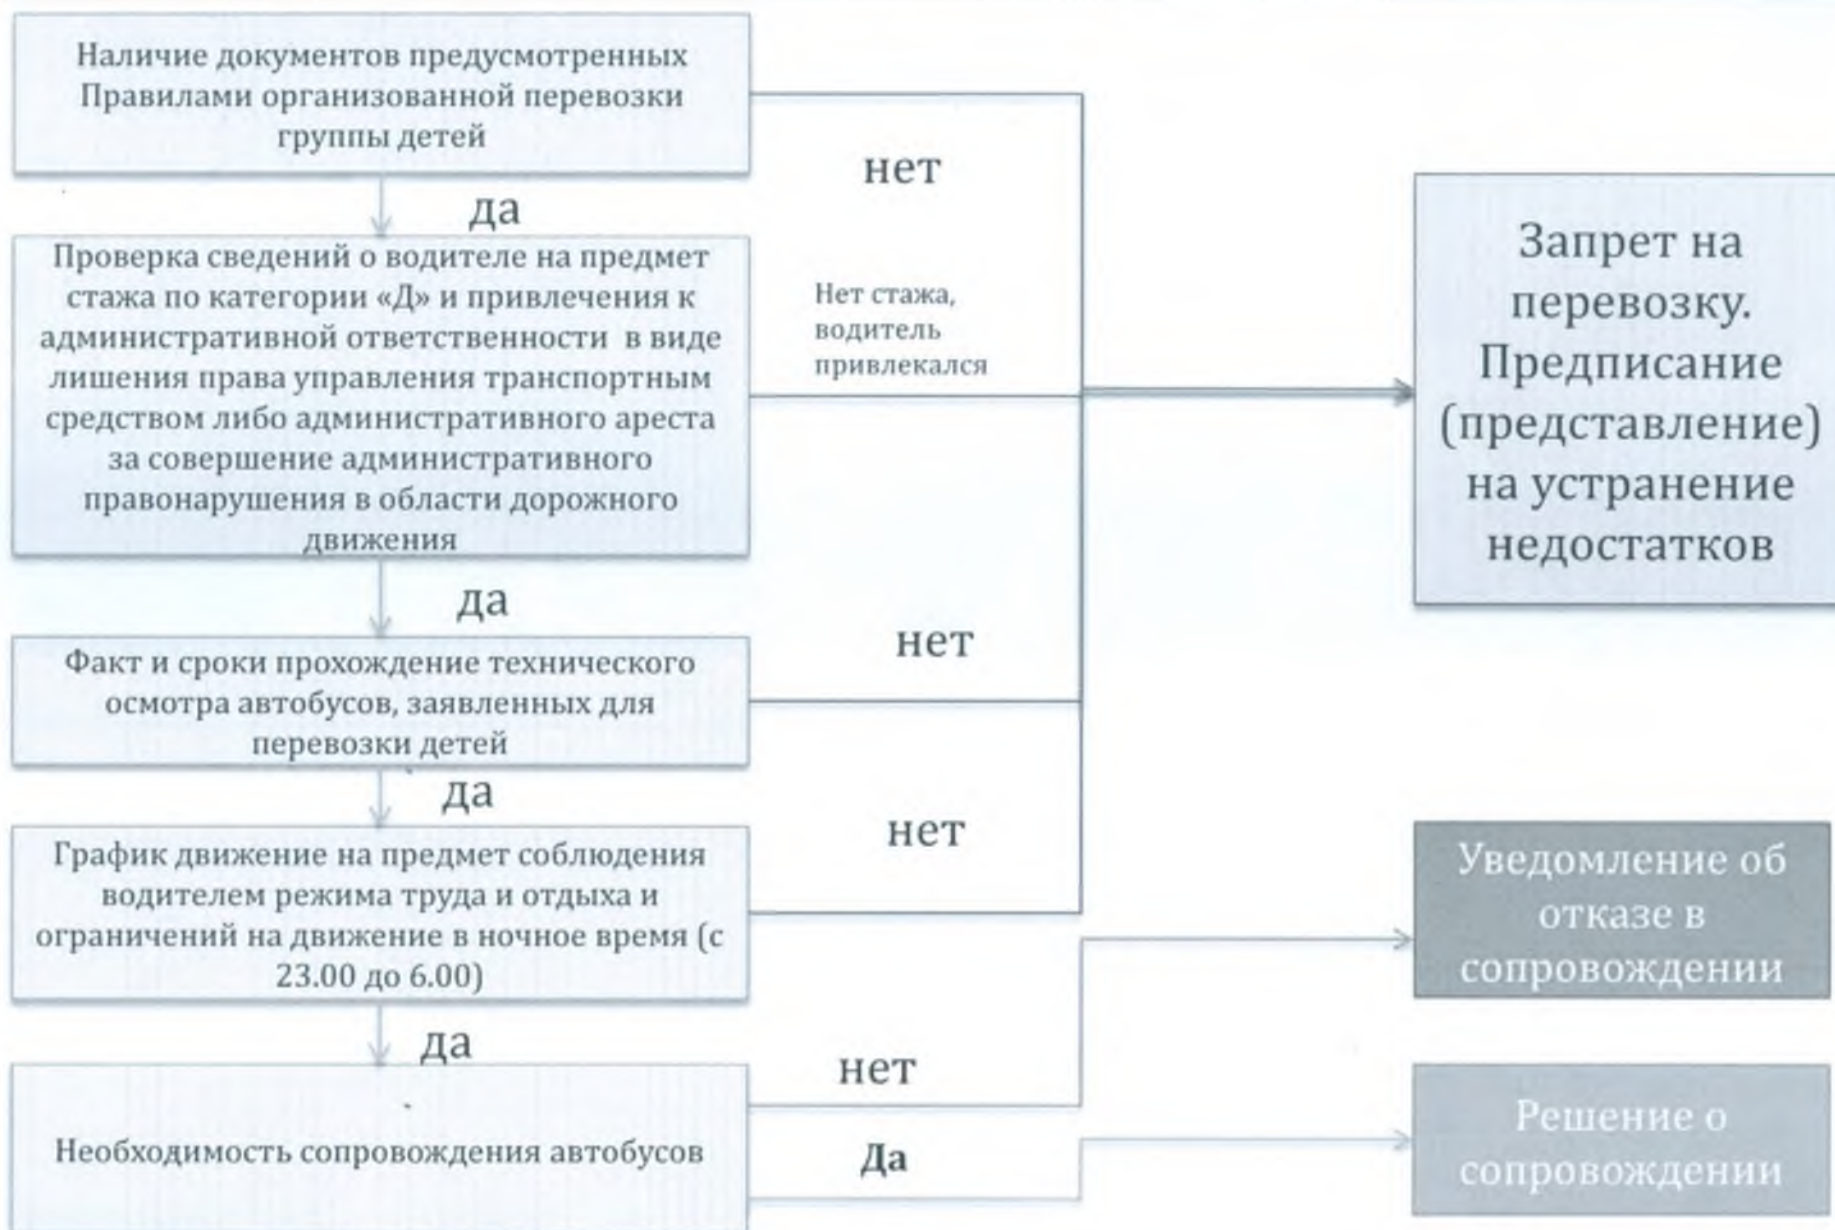 Наличие документов предусмотренных
Правилами организованной перевозки
группы детей
нет
да
Проверка сведений о водителе на предмет
стажа по категории «Д» и привлечения к
административной ответственности в виде
лишения права управления транспортным
средством либо административного ареста
за совершение административного
правонарушения в области дорожного
движения
Нет стажа,
водитель
привлекался
Запрет на
перевозку.
Предписание
(представление)
на устранение
недостатков
да
нет
Факт и сроки прохождение технического
осмотра автобусов, заявленных для
перевозки детей
да
нет
График движение на предмет соблюдения
водителем режима труда и отдыха и
ограничений на движение в ночное время (с
23.00 до 6.00)
Уведомление об
отказе в
сопровождении
да
нет
Необходимость сопровождения автобусов
Да
Решение о
сопровождении